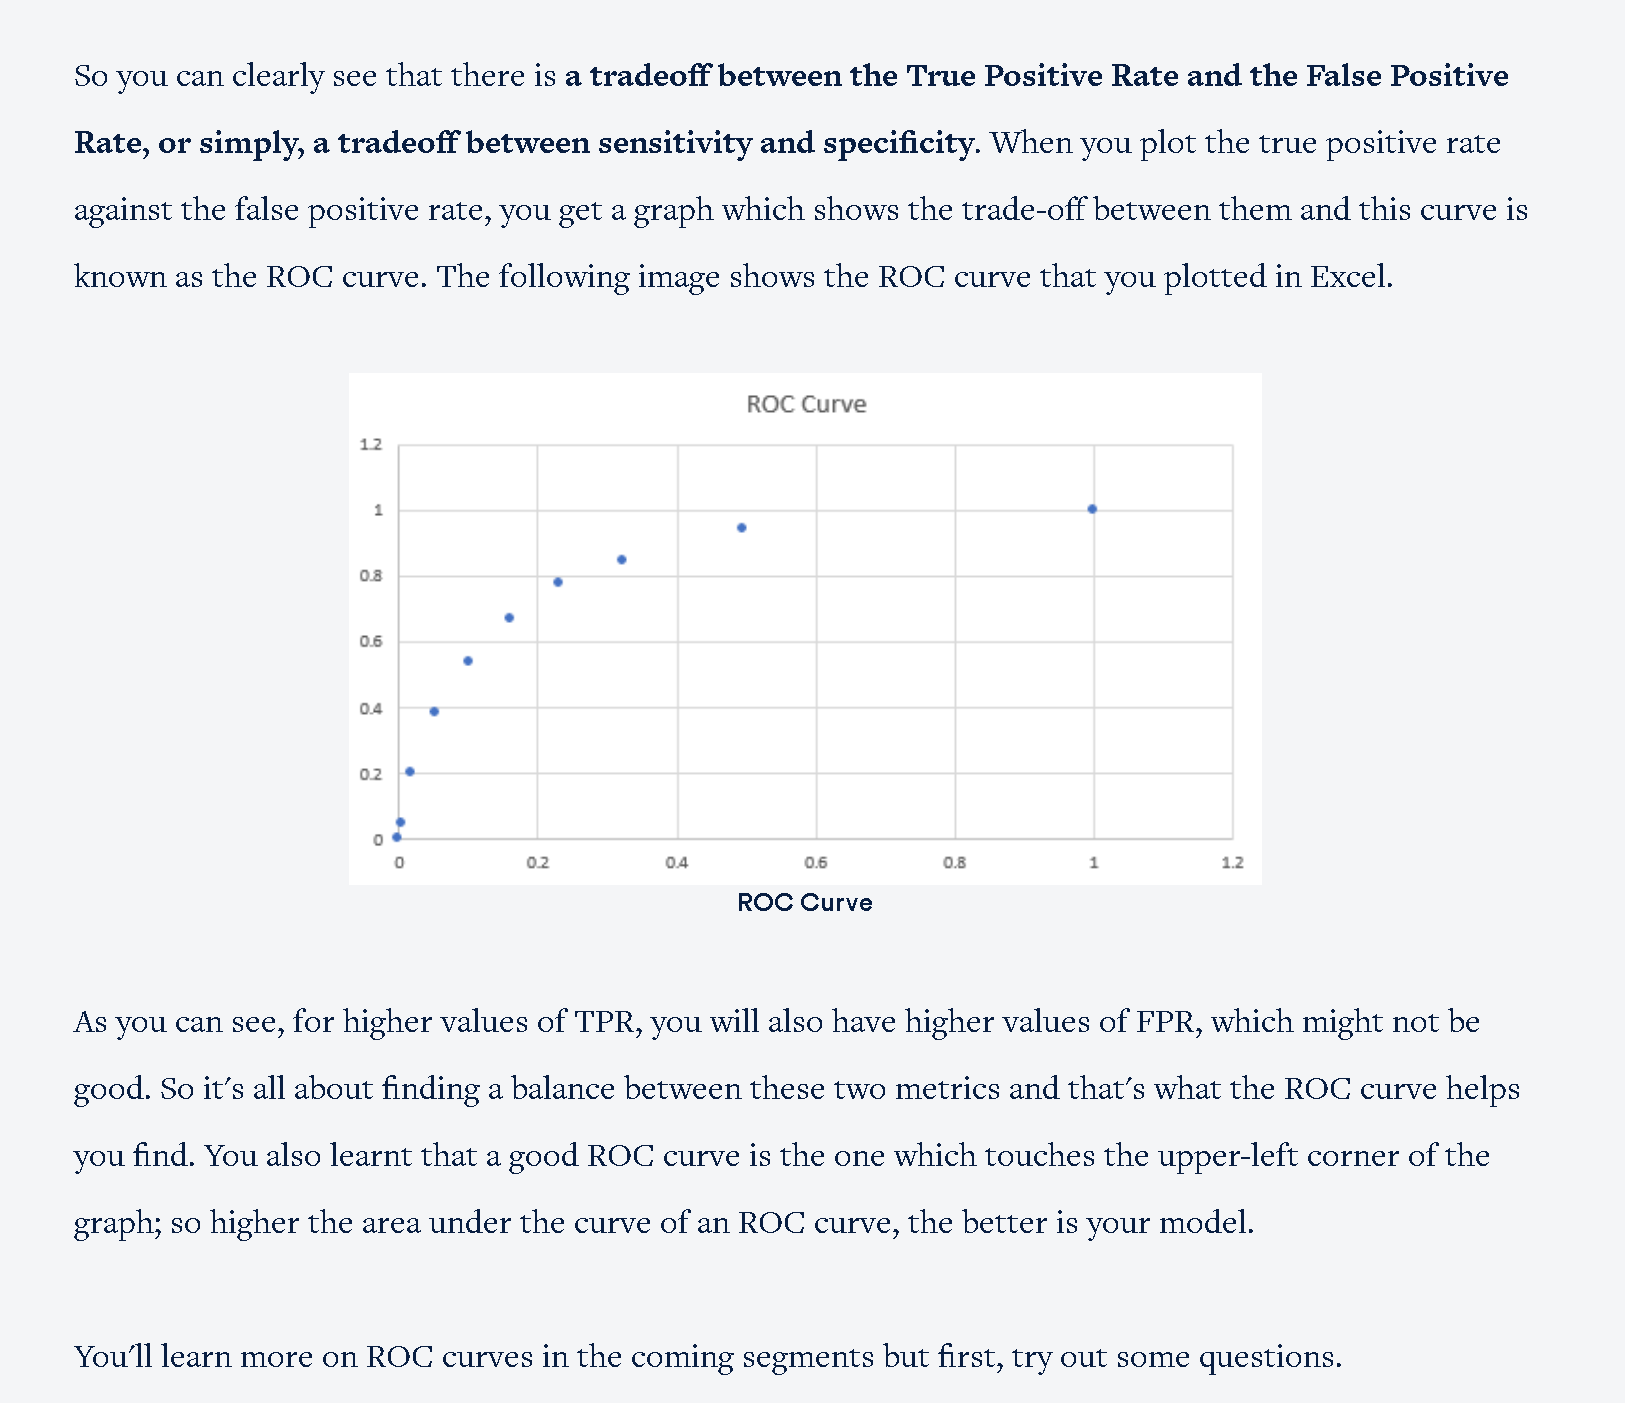 So you can clearly see that there is a tradeoff between the True Positive Rate and the False Positive
Rate, or simply, a tradeoff between sensitivity and specificity. When you plot the true positive rate
against the false positive rate, you get a graph which shows the trade-off between them and this curve is
known as the ROC curve. The following image shows the ROC curve that you plotted in Excel.
ROC Curve
1.2
1
0.8
0.6
0.4
0.2
0
0 0.2 0.4 0.6 0.8 1 1.2
ROC Curve
As you can see, for higher values of TPR, you will also have higher values of FPR, which might not be
good. So it's all about finding a balance between these two metrics and that's what the ROC curve helps
you find. You also learnt that a good ROC curve is the one which touches the upper-left corner of the
graph; so higher the area under the curve of an ROC curve, the better is your model.
You'll learn more on ROC curves in the coming segments but first, try out some questions.